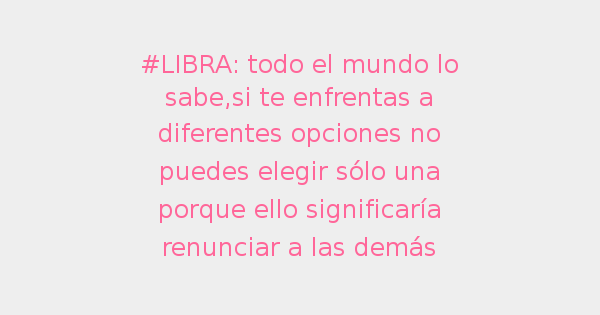 #LIBRA: todo el mundo lo
sabe,si te enfrentas a
diferentes opciones no
puedes elegir sólo una
porque ello significaría
renunciar a las demás